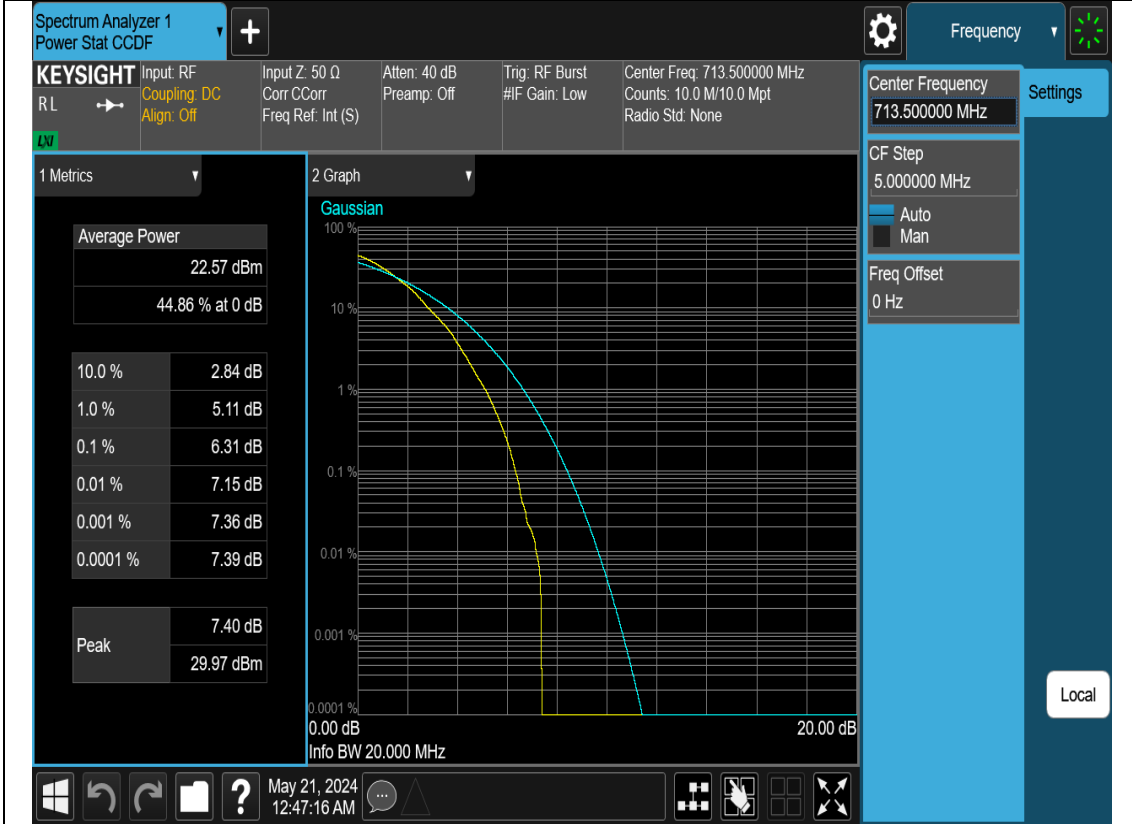 Spectrum Analyzer 1
Power Stat CCDF
▼
+
Frequency
▼
KEYSIGHT
RL
LXI
Input: RF
Coupling: DC
Align: Off
Input Z: 50 Ω
Corr CCorr
Freq Ref: Int (S)
Atten: 40 dB
Preamp: Off
Trig: RF Burst
#IF Gain: Low
Center Freq: 713.500000 MHz
Counts: 10.0 M/10.0 Mpt
Radio Std: None
1 Metrics ▼
Average Power
22.57 dBm
44.86 % at 0 dB
10.0 % 2.84 dB
1.0 % 5.11 dB
0.1 % 6.31 dB
0.01 % 7.15 dB
0.001 % 7.36 dB
0.0001 % 7.39 dB
Peak
7.40 dB
29.97 dBm
2 Graph ▼
Gaussian
100 %
10 %
1 %
0.1 %
0.01 %
0.001 %
0.0001 %
0.00 dB 20.00 dB
Info BW 20.000 MHz
Center Frequency
713.500000 MHz
CF Step
5.000000 MHz
Auto
Man
Freq Offset
0 Hz
Settings
Local
?
May 21, 2024
12:47:16 AM